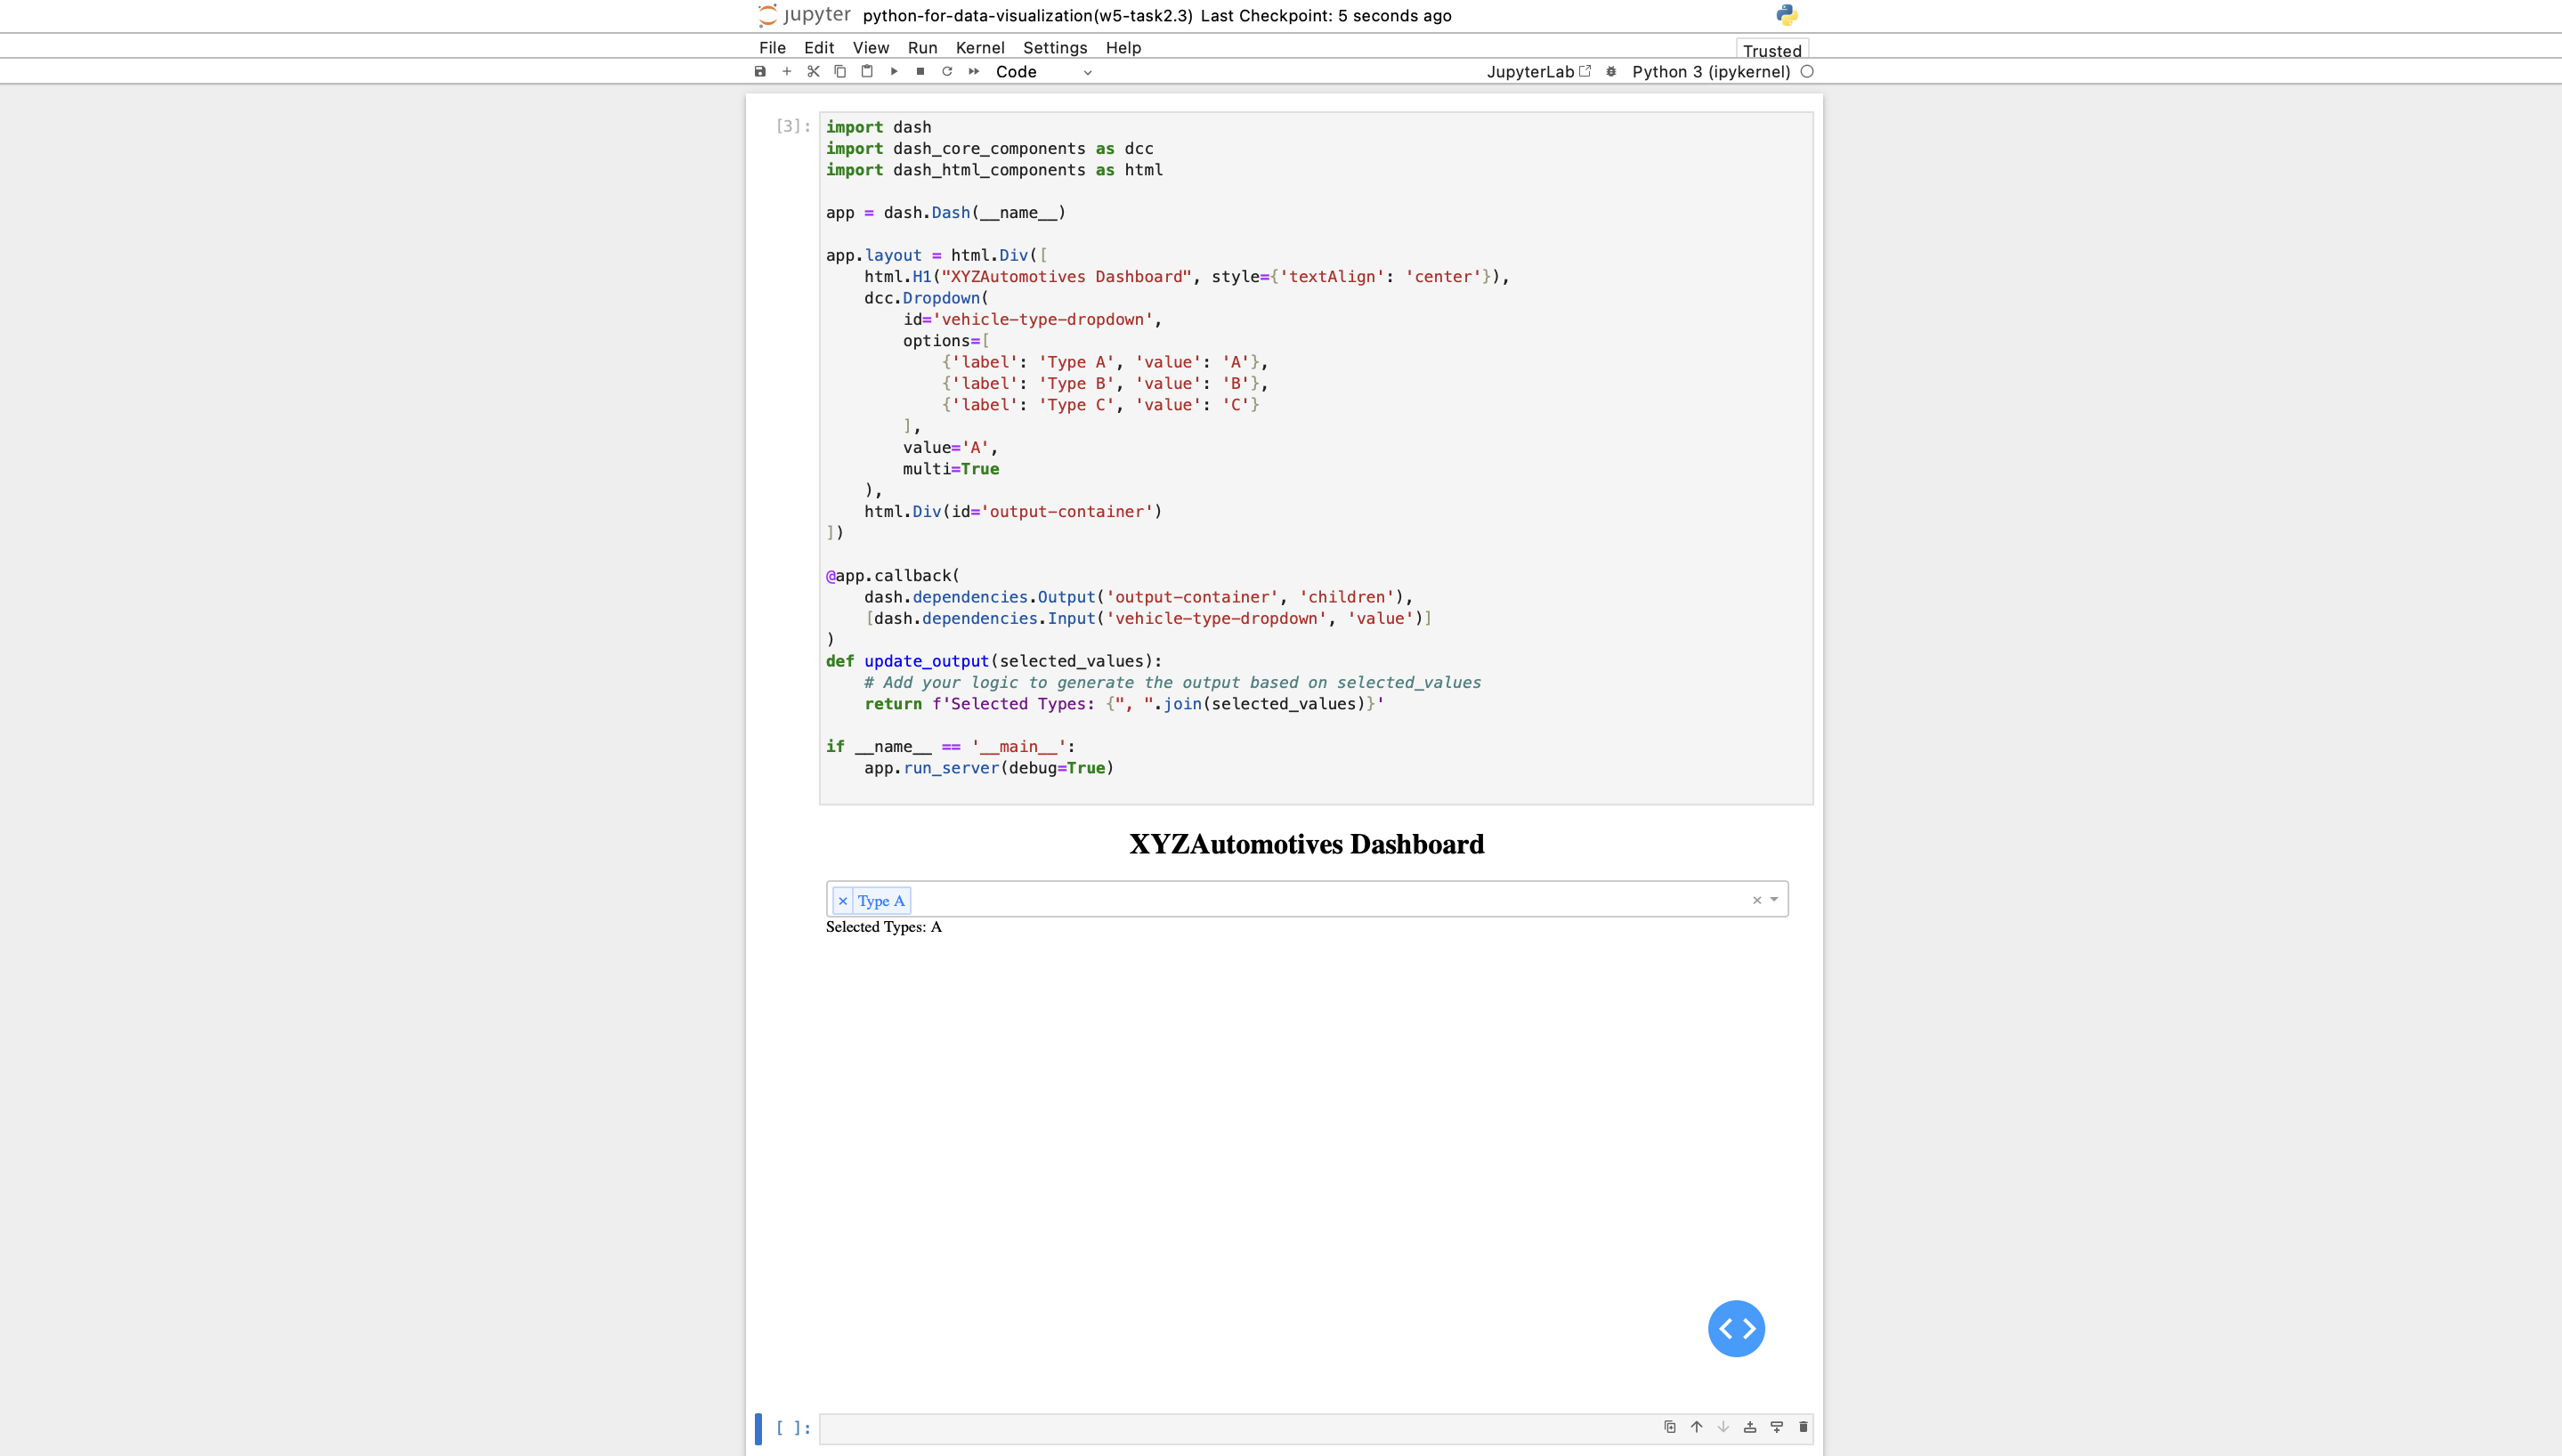 jupyter python-for-data-visualization(w5-task2.3) Last Checkpoint: 5 seconds ago
File Edit View Run Kernel Settings Help
Trusted
Code
JupyterLab
Python 3 (ipykernel)
[3]:
import dash
import dash_core_components as dcc
import dash_html_components as html
app = dash.Dash(__name__)
app.layout = html.Div([
    html.H1("XYZAutomotives Dashboard", style={'textAlign': 'center'}),
    dcc.Dropdown(
        id='vehicle-type-dropdown',
        options=[
            {'label': 'Type A', 'value': 'A'},
            {'label': 'Type B', 'value': 'B'},
            {'label': 'Type C', 'value': 'C'}
        ],
        value='A',
        multi=True
    ),
    html.Div(id='output-container')
])
@app.callback(
    dash.dependencies.Output('output-container', 'children'),
    [dash.dependencies.Input('vehicle-type-dropdown', 'value')]
)
def update_output(selected_values):
    # Add your logic to generate the output based on selected_values
    return f'Selected Types: {", ".join(selected_values)}'
if __name__ == '__main__':
    app.run_server(debug=True)
XYZAutomotives Dashboard
× Type A
Selected Types: A
[ ]: